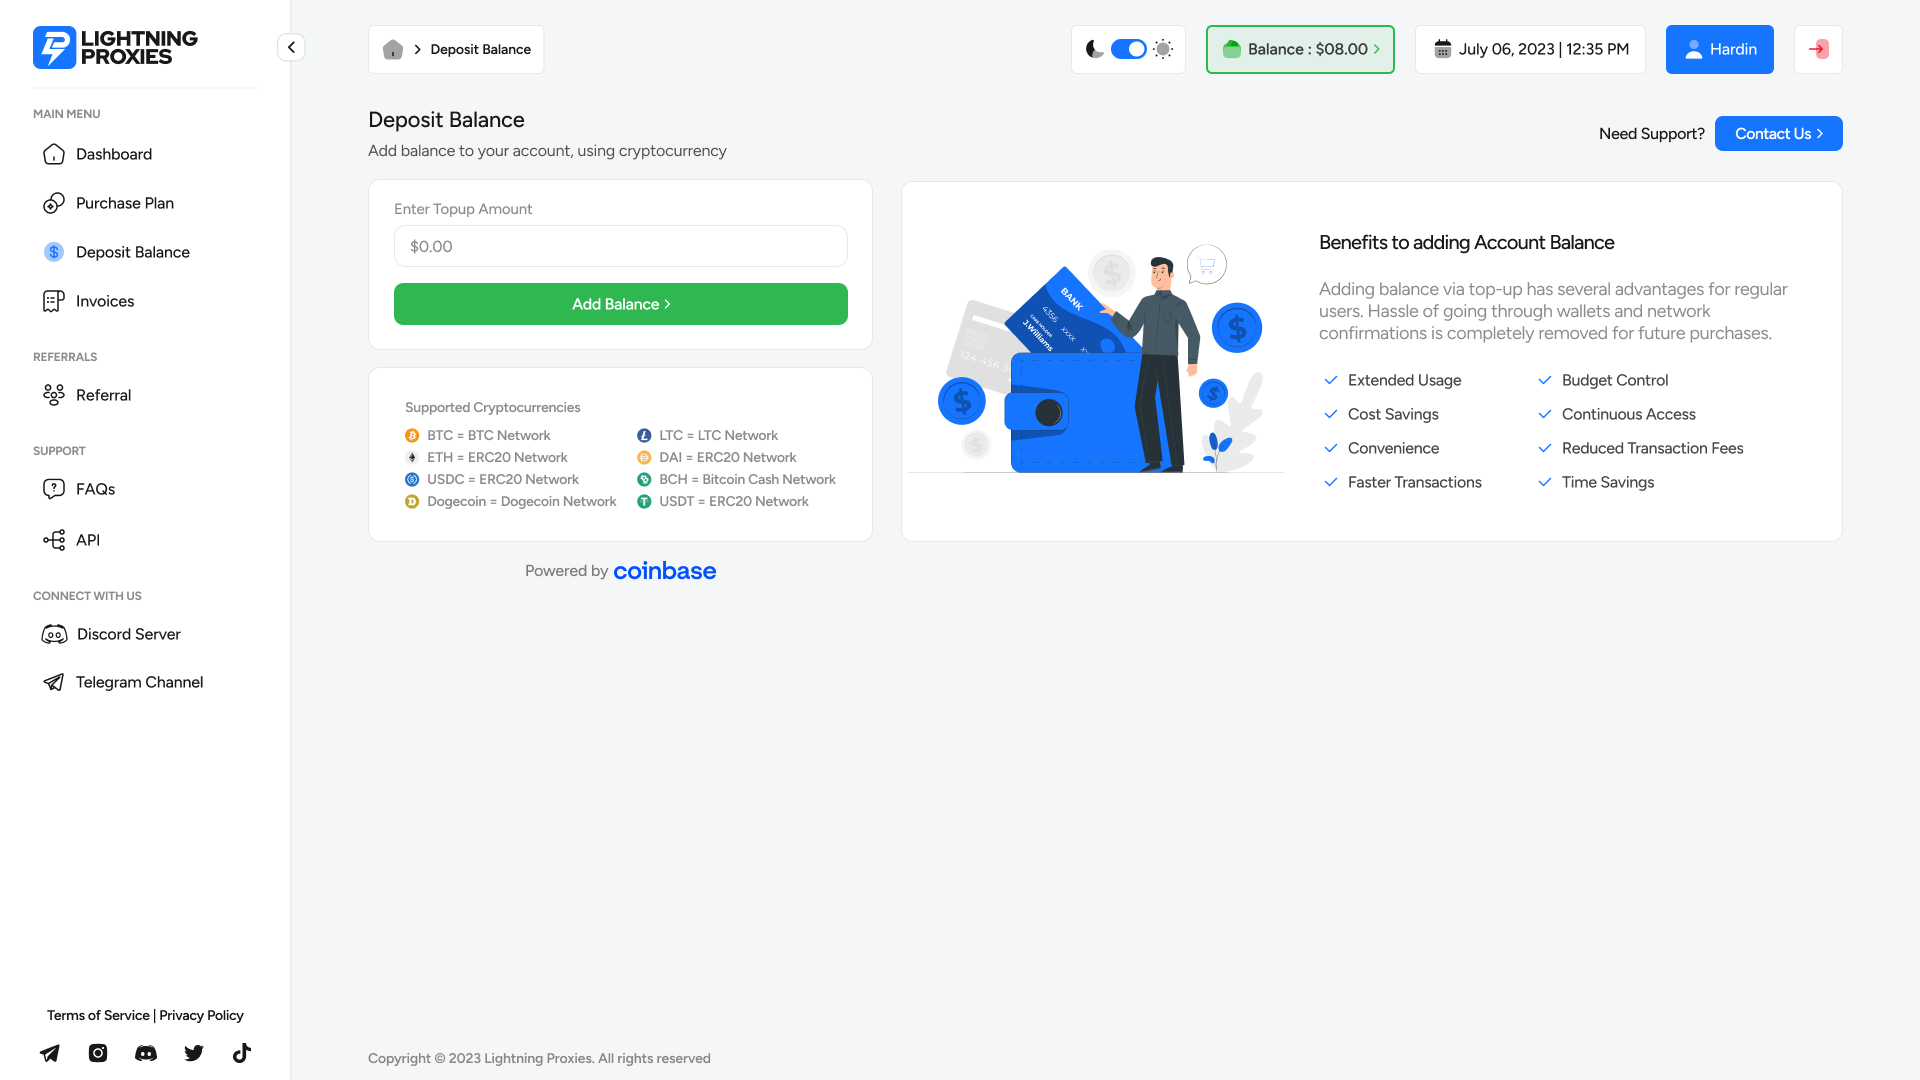 LIGHTNING
PROXIES
MAIN MENU
Dashboard
Purchase Plan
Deposit Balance
Invoices
REFERRALS
Referral
SUPPORT
FAQs
API
CONNECT WITH US
Discord Server
Telegram Channel
Terms of Service | Privacy Policy
Deposit Balance
Balance : $08.00
July 06, 2023 | 12:35 PM
Hardin
Deposit Balance
Add balance to your account, using cryptocurrency
Need Support?
Contact Us
Enter Topup Amount
$0.00
Add Balance
Supported Cryptocurrencies
BTC = BTC Network
LTC = LTC Network
ETH = ERC20 Network
DAI = ERC20 Network
USDC = ERC20 Network
BCH = Bitcoin Cash Network
Dogecoin = Dogecoin Network
USDT = ERC20 Network
Powered by coinbase
BANK
4356 XXXX
CARD HOLDER
J.Williams
124 456
Benefits to adding Account Balance
Adding balance via top-up has several advantages for regular
users. Hassle of going through wallets and network
confirmations is completely removed for future purchases.
Extended Usage
Budget Control
Cost Savings
Continuous Access
Convenience
Reduced Transaction Fees
Faster Transactions
Time Savings
Copyright © 2023 Lightning Proxies. All rights reserved